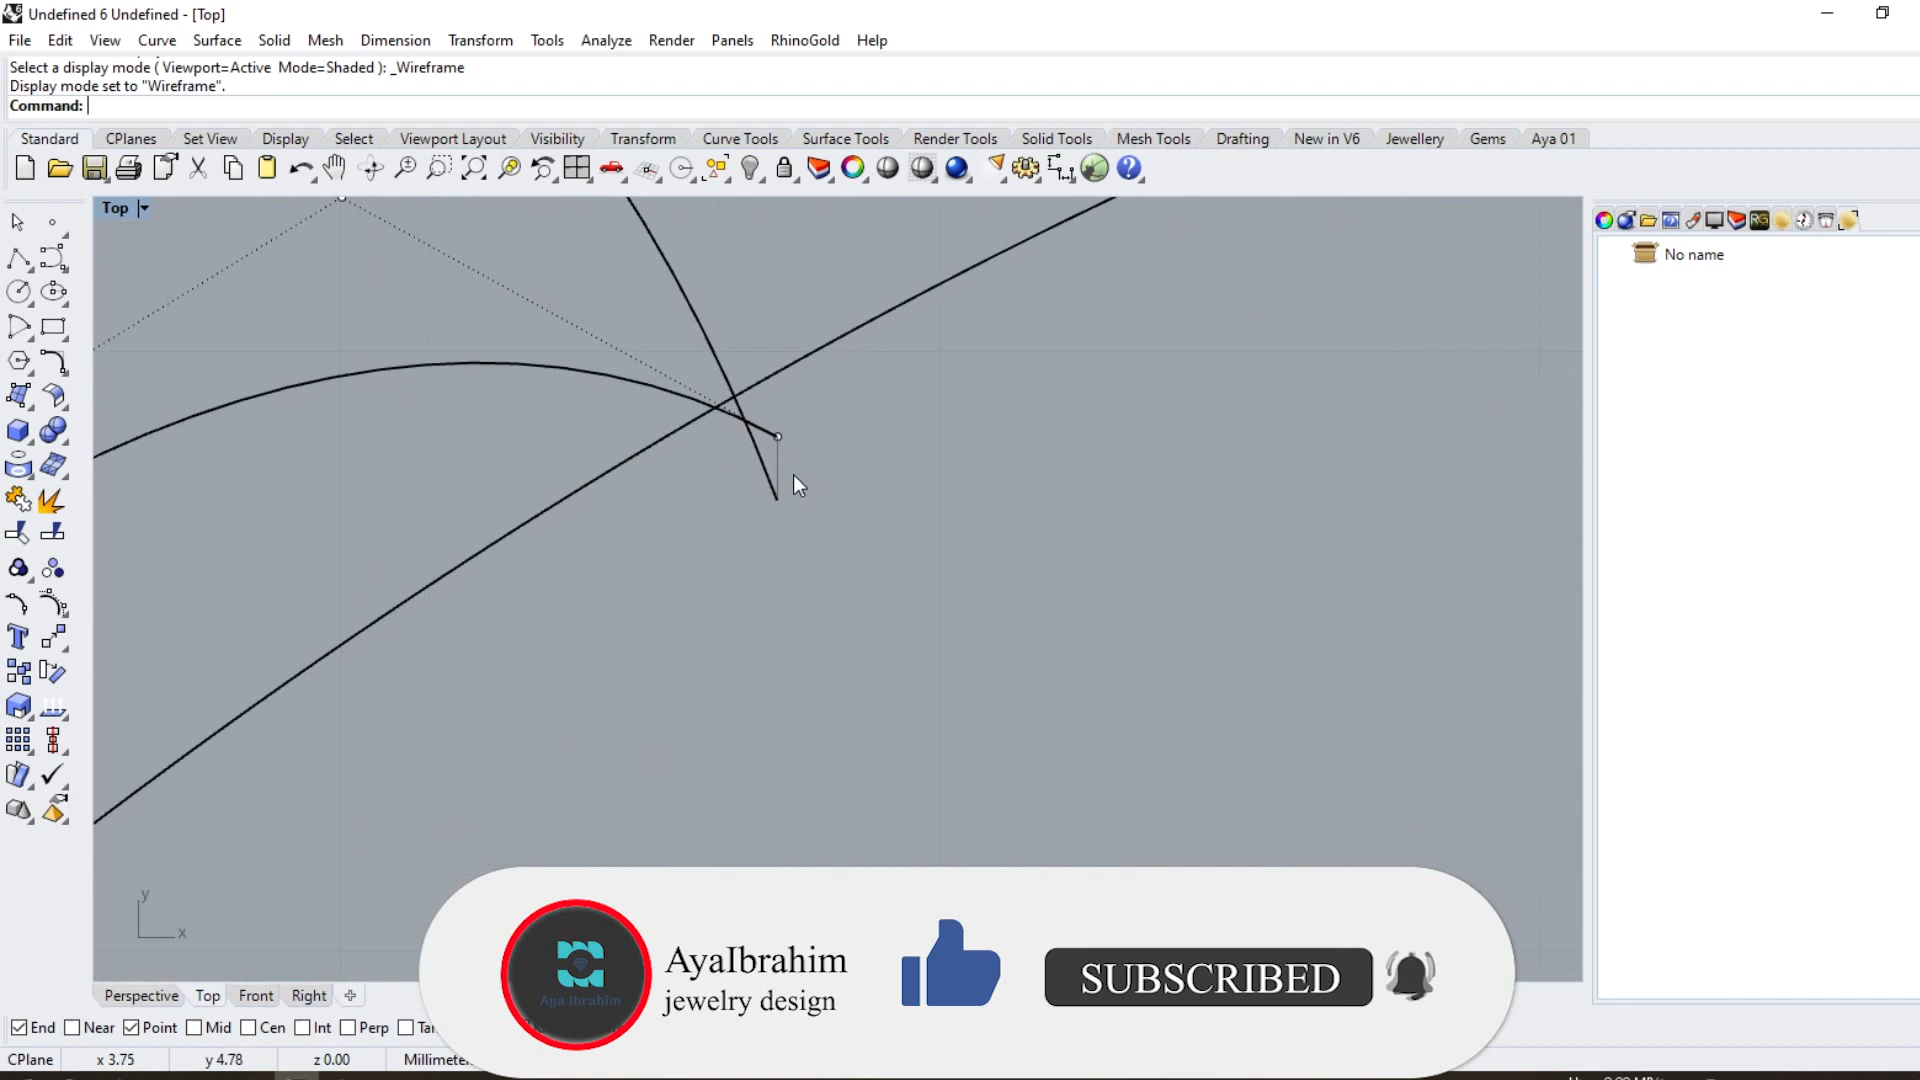 Undefined 6 Undefined - [Top]
File Edit View Curve Surface Solid Mesh Dimension Transform Tools Analyze Render Panels RhinoGold Help
Select a display mode ( Viewport=Active Mode=Shaded ): _Wireframe
Display mode set to "Wireframe".
Command:
Standard CPlanes Set View Display Select Viewport Layout Visibility Transform Curve Tools Surface Tools Render Tools Solid Tools Mesh Tools Drafting New in V6 Jewellery Gems Aya 01
Top
RG
No name
y
x
AyaIbrahim
jewelry design
Aya Ibrahim
SUBSCRIBED
Perspective Top Front Right
End Near Point Mid Cen Int Perp
CPlane x 3.75 y 4.78 z 0.00